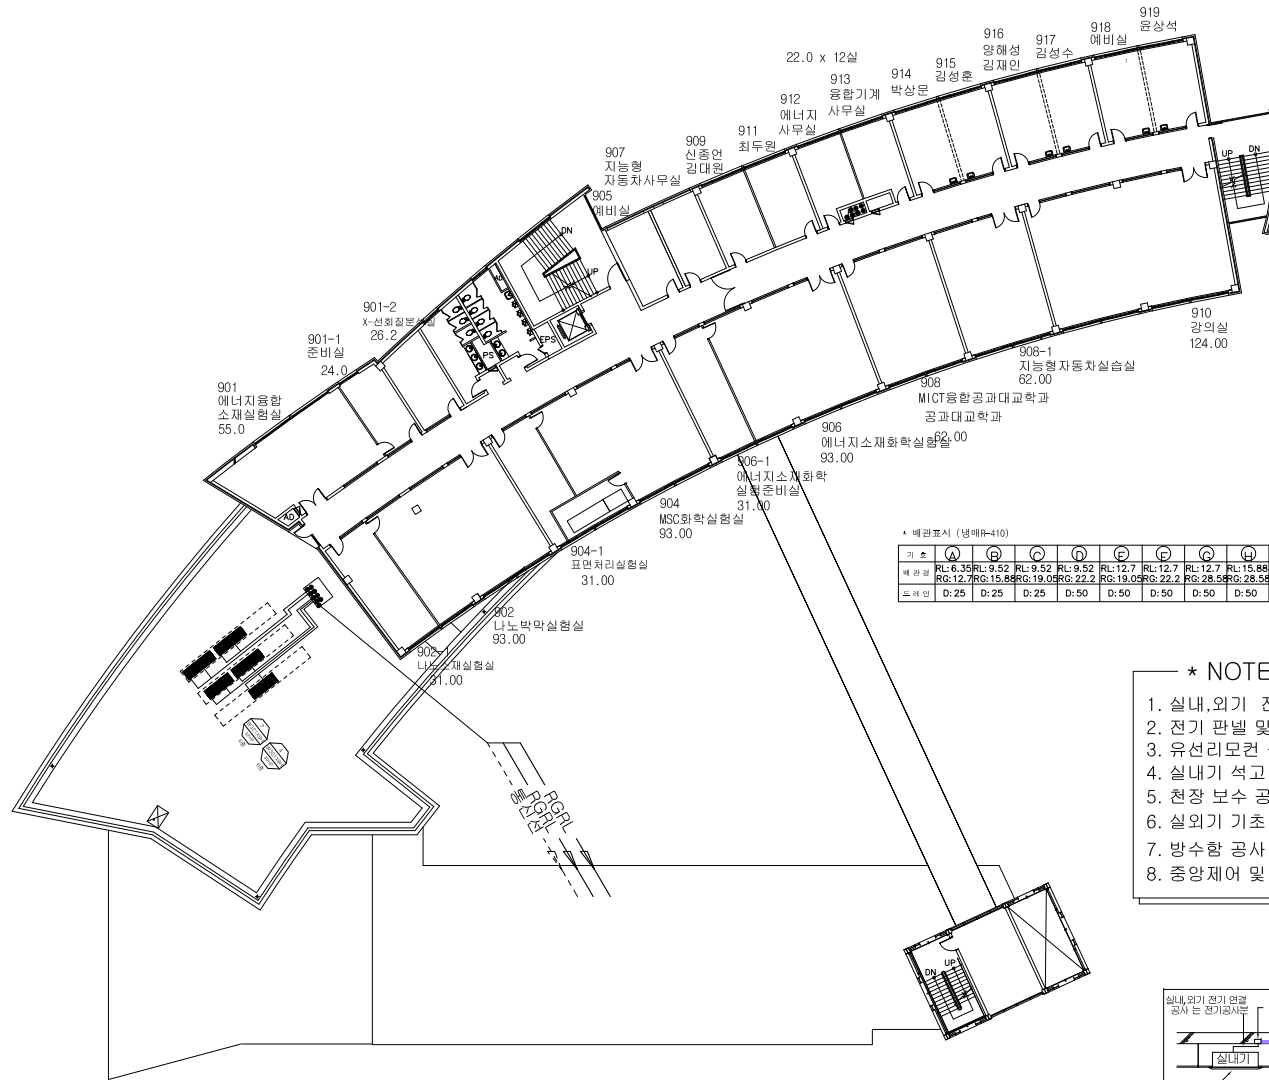 919
윤상석
918
예비실
917
김성수
916
양해성
김재인
915
김성훈
914
박상문
22.0 x 12실
913
융합기계
사무실
912
에너지
사무실
911
최두원
909
신종언
김대원
907
지능형
자동차사무실
905
예비실
DN
UP
AD
EPS
PS
UP
DN
901-2
X-선회절분석실
26.2
901-1
준비실
24.0
901
에너지융합
소재실험실
55.0
AD
910
강의실
124.00
908-1
지능형자동차실습실
62.00
908
MICT융합공과대교학과
공과대교학과
62.00
906
에너지소재화학실험실
93.00
906-1
에너지소재화학
실험준비실
31.00
904
MSC화학실험실
93.00
904-1
표면처리실험실
31.00
902
나노박막실험실
93.00
902-1
나노소재실험실
31.00
* 배관표시 (냉매R-410)
기 호 A B C D E F G H
배관경 RL:6.35 RL:9.52 RL:9.52 RL:9.52 RL:12.7 RL:12.7 RL:12.7 RL:15.88
RG:12.7 RG:15.88 RG:19.05 RG:22.2 RG:19.05 RG:22.2 RG:28.58 RG:28.58
드레인 D:25 D:25 D:25 D:50 D:50 D:50 D:50 D:50
* NOTE
1. 실내,외기 전
2. 전기 판넬 및
3. 유선리모컨
4. 실내기 석고
5. 천장 보수 공
6. 실외기 기초
7. 방수함 공사
8. 중앙제어 및
RGRL
RGRL
통신선
DN
UP
실내,외기 전기 연결
공사 는 전기공사분
실내기